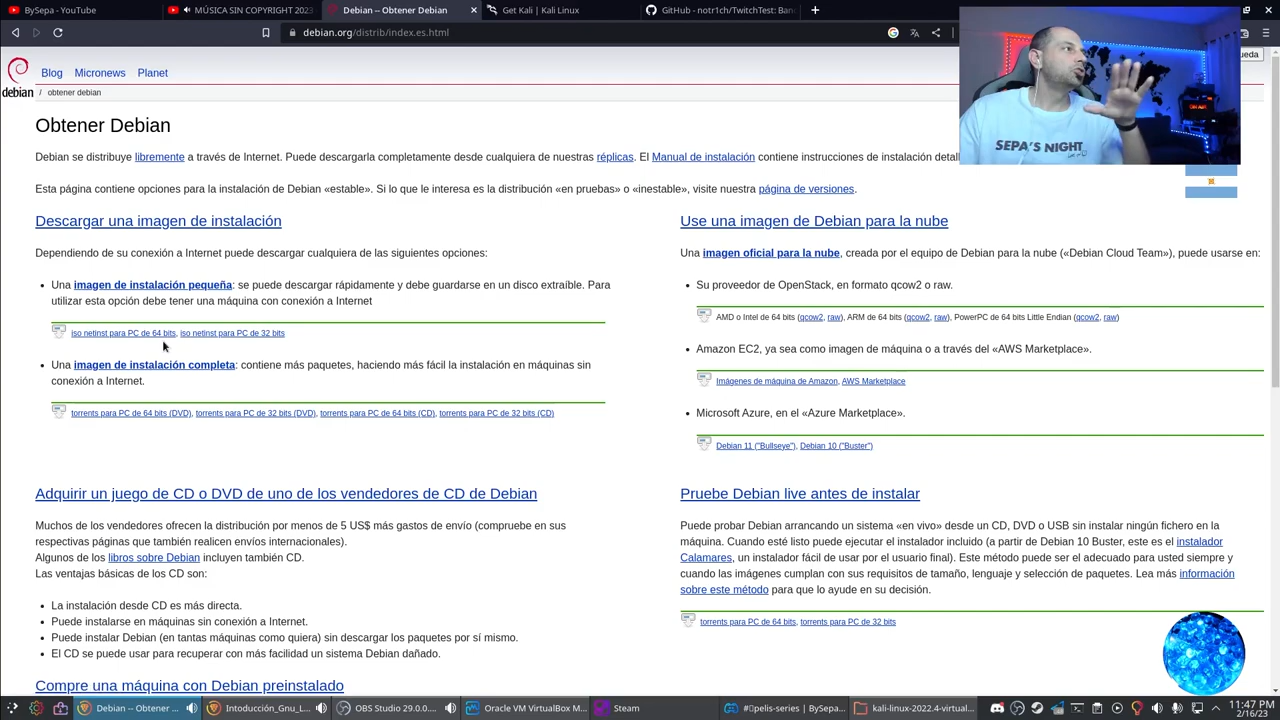 BySepa - YouTube
MÚSICA SIN COPYRIGHT 2023
Debian -- Obtener Debian
Get Kali | Kali Linux
GitHub - notr1ch/TwitchTest: Ban
debian.org/distrib/index.es.html
Blog Micronews Planet
debian / obtener debian
Obtener Debian
Debian se distribuye libremente a través de Internet. Puede descargarla completamente desde cualquiera de nuestras réplicas. El Manual de instalación contiene instrucciones de instalación detall
Esta página contiene opciones para la instalación de Debian «estable». Si lo que le interesa es la distribución «en pruebas» o «inestable», visite nuestra página de versiones.
Descargar una imagen de instalación
Dependiendo de su conexión a Internet puede descargar cualquiera de las siguientes opciones:
• Una imagen de instalación pequeña: se puede descargar rápidamente y debe guardarse en un disco extraíble. Para
utilizar esta opción debe tener una máquina con conexión a Internet
iso netinst para PC de 64 bits, iso netinst para PC de 32 bits
• Una imagen de instalación completa: contiene más paquetes, haciendo más fácil la instalación en máquinas sin
conexión a Internet.
torrents para PC de 64 bits (DVD), torrents para PC de 32 bits (DVD), torrents para PC de 64 bits (CD), torrents para PC de 32 bits (CD)
Use una imagen de Debian para la nube
Una imagen oficial para la nube, creada por el equipo de Debian para la nube («Debian Cloud Team»), puede usarse en:
• Su proveedor de OpenStack, en formato qcow2 o raw.
AMD o Intel de 64 bits (qcow2, raw), ARM de 64 bits (qcow2, raw), PowerPC de 64 bits Little Endian (qcow2, raw)
• Amazon EC2, ya sea como imagen de máquina o a través del «AWS Marketplace».
Imágenes de máquina de Amazon, AWS Marketplace
• Microsoft Azure, en el «Azure Marketplace».
Debian 11 ("Bullseye"), Debian 10 ("Buster")
Adquirir un juego de CD o DVD de uno de los vendedores de CD de Debian
Muchos de los vendedores ofrecen la distribución por menos de 5 US$ más gastos de envío (compruebe en sus
respectivas páginas que también realicen envíos internacionales).
Algunos de los libros sobre Debian incluyen también CD.
Las ventajas básicas de los CD son:
• La instalación desde CD es más directa.
• Puede instalarse en máquinas sin conexión a Internet.
• Puede instalar Debian (en tantas máquinas como quiera) sin descargar los paquetes por sí mismo.
• El CD se puede usar para recuperar con más facilidad un sistema Debian dañado.
Compre una máquina con Debian preinstalado
Pruebe Debian live antes de instalar
Puede probar Debian arrancando un sistema «en vivo» desde un CD, DVD o USB sin instalar ningún fichero en la
máquina. Cuando esté listo puede ejecutar el instalador incluido (a partir de Debian 10 Buster, este es el instalador
Calamares, un instalador fácil de usar por el usuario final). Este método puede ser el adecuado para usted siempre y
cuando las imágenes cumplan con sus requisitos de tamaño, lenguaje y selección de paquetes. Lea más información
sobre este método para que lo ayude en su decisión.
torrents para PC de 64 bits, torrents para PC de 32 bits
ueda
SEPA'S NIGHT
Debian -- Obtener ...
Intoducción_Gnu_L...
OBS Studio 29.0.0...
Oracle VM VirtualBox M...
Steam
pelis-series | BySepa...
kali-linux-2022.4-virtual...
11:47 PM
2/16/23